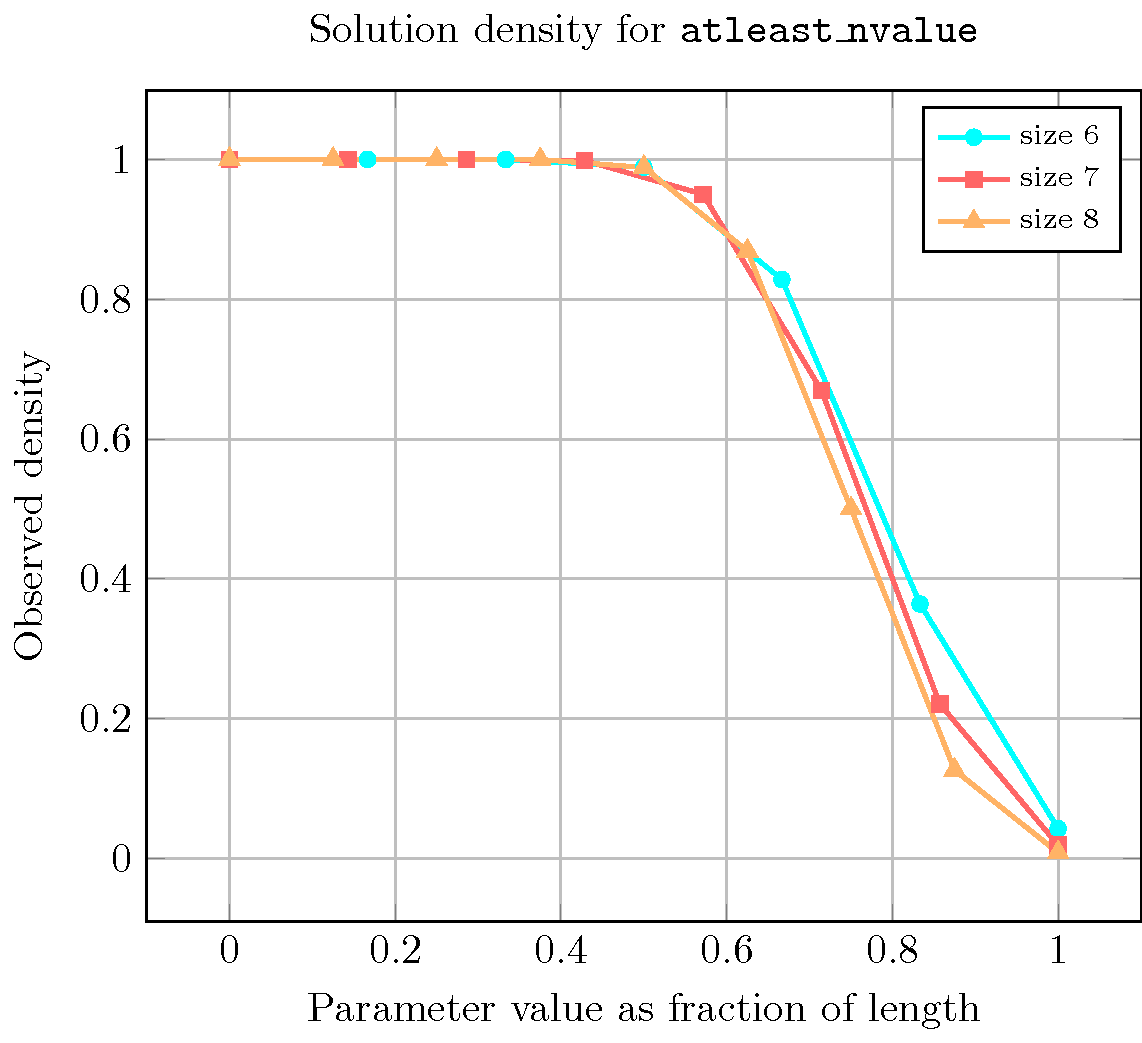 Solution density for atleast_nvalue
size 6
size 7
size 8
Observed density
1
0.8
0.6
0.4
0.2
0
0
0.2
0.4
0.6
0.8
1
Parameter value as fraction of length